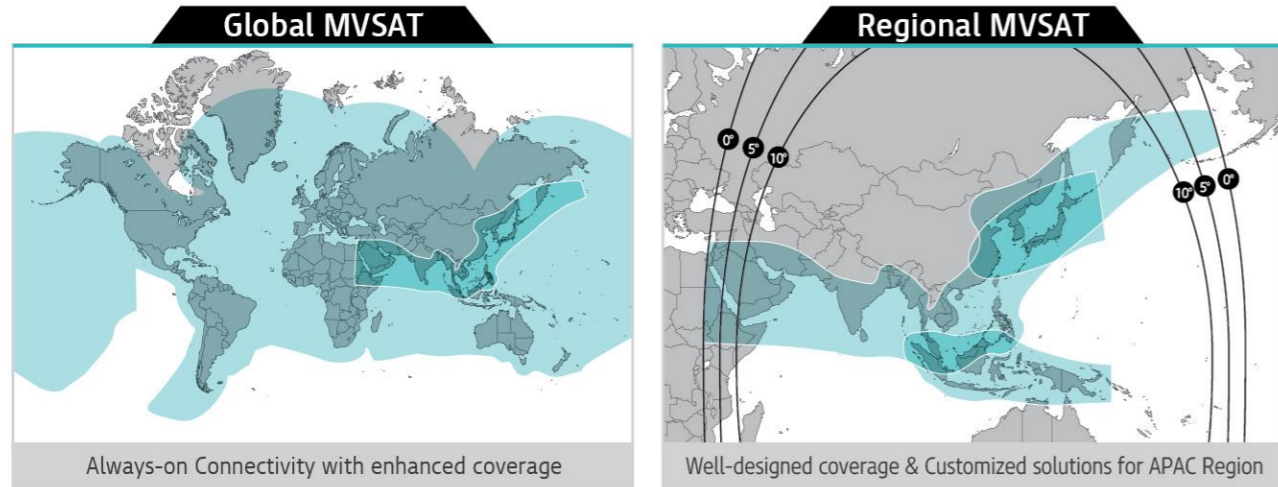 Global MVSAT
Always-on Connectivity with enhanced coverage
Regional MVSAT
0°
5°
10°
10°
5°
0°
Well-designed coverage & Customized solutions for APAC Region